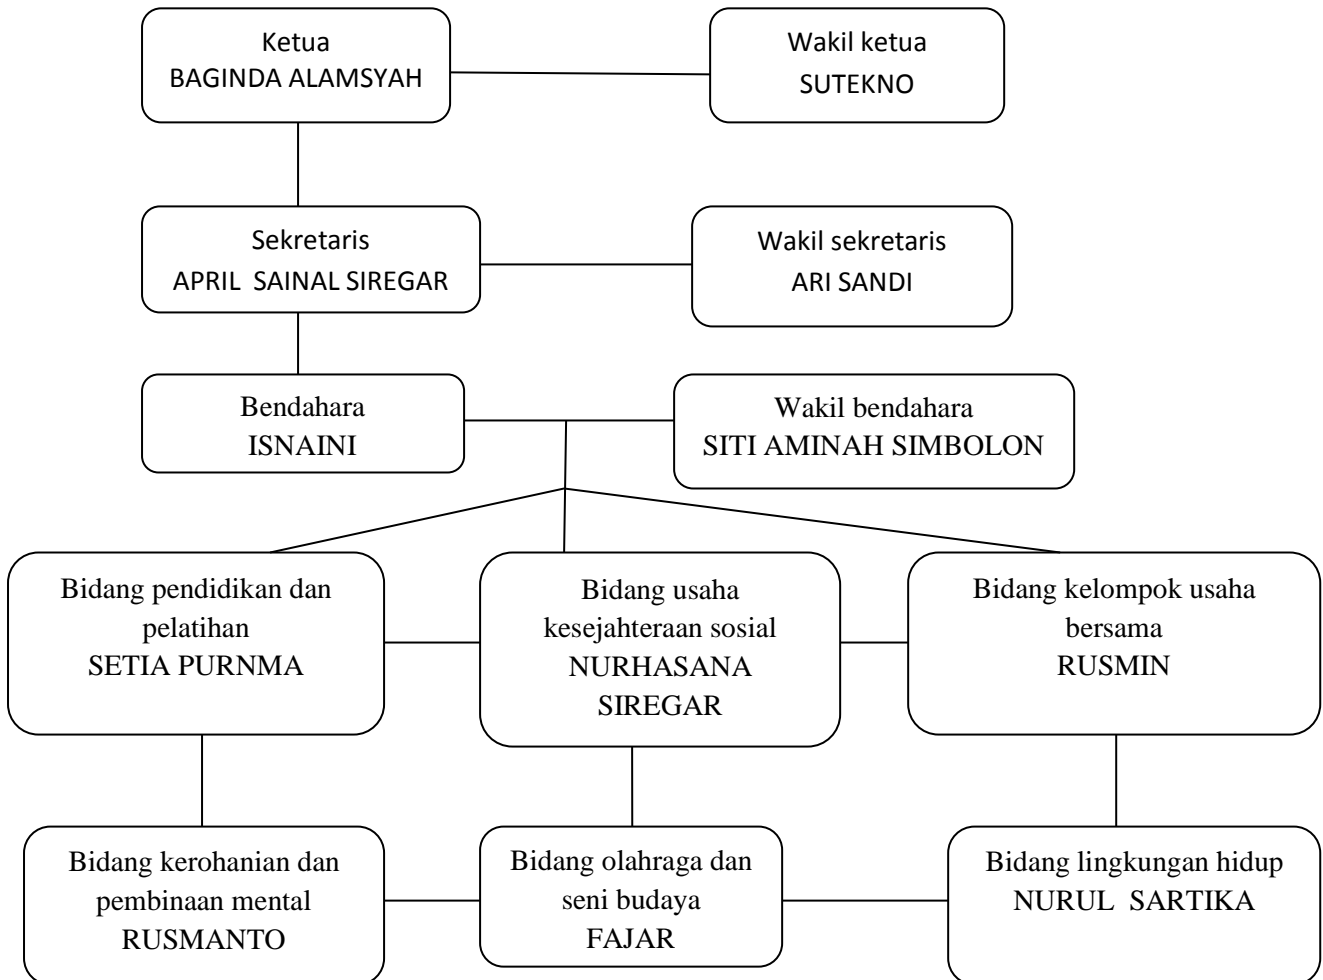 Ketua
BAGINDA ALAMSYAH
Wakil ketua
SUTEKNO
Sekretaris
APRIL  SAINAL SIREGAR
Wakil sekretaris
ARI SANDI
Bendahara
ISNAINI
Wakil bendahara
SITI AMINAH SIMBOLON
Bidang pendidikan dan
pelatihan
SETIA PURNMA
Bidang usaha
kesejahteraan sosial
NURHASANA
SIREGAR
Bidang kelompok usaha
bersama
RUSMIN
Bidang kerohanian dan
pembinaan mental
RUSMANTO
Bidang olahraga dan
seni budaya
FAJAR
Bidang lingkungan hidup
NURUL  SARTIKA